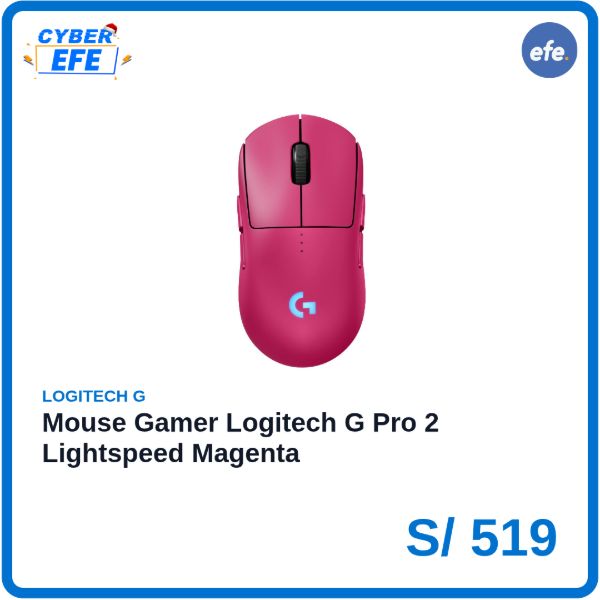 CYBER
EFE
efe.
G
LOGITECH G
Mouse Gamer Logitech G Pro 2
Lightspeed Magenta
S/ 519